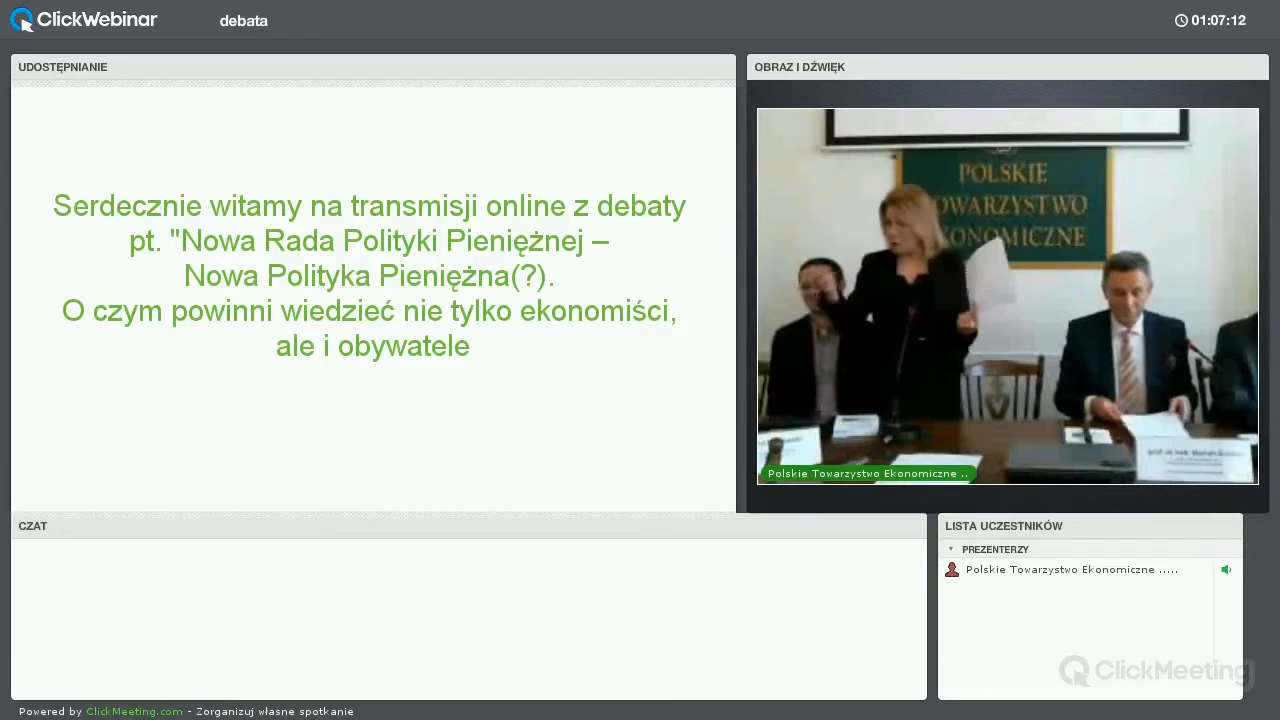 ClickWebinar
debata
01:07:12
UDOSTĘPNIANIE
Serdecznie witamy na transmisji online z debaty
pt. "Nowa Rada Polityki Pieniężnej –
Nowa Polityka Pieniężna(?).
O czym powinni wiedzieć nie tylko ekonomiści,
ale i obywatele
OBRAZ I DŹWIĘK
POLSKIE
OWARZYSTWO
KONOMICZNE
Polskie Towarzystwo Ekonomiczne ..
CZAT
LISTA UCZESTNIKÓW
PREZENTERZY
Polskie Towarzystwo Ekonomiczne .....
ClickMeeting
Powered by ClickMeeting.com - Zorganizuj własne spotkanie